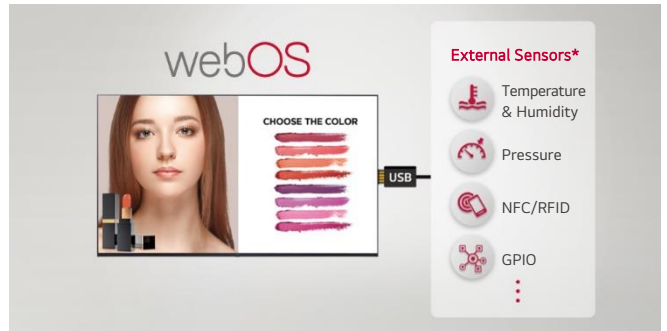 webOS
CHOOSE THE COLOR
USB
External Sensors*
Temperature
& Humidity
Pressure
NFC/RFID
GPIO